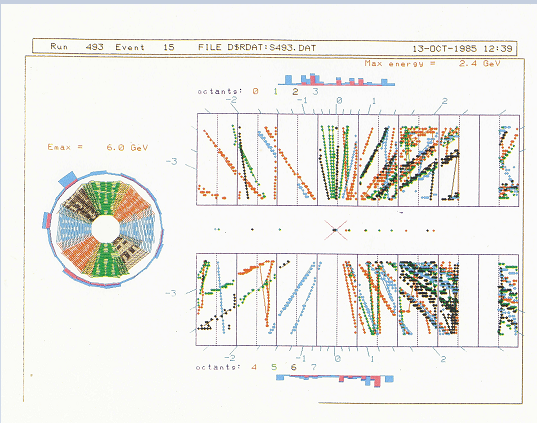 Run 493 Event 15 FILE D$RDAT:S493.DAT 13-OCT-1985 12:39
Max energy = 2.4 GeV
octants: 0 1 2 3
-2 -1 0 1 2
Emax = 6.0 GeV
-3
-3
-2 -1 0 1 2
octants: 4 5 6 7